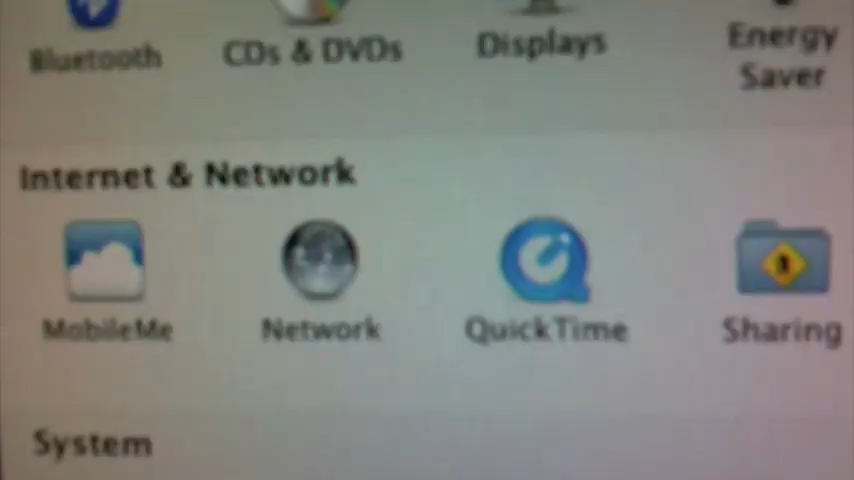 Bluetooth CDs & DVDs Displays Energy
Saver
Internet & Network
MobileMe Network QuickTime Sharing
System